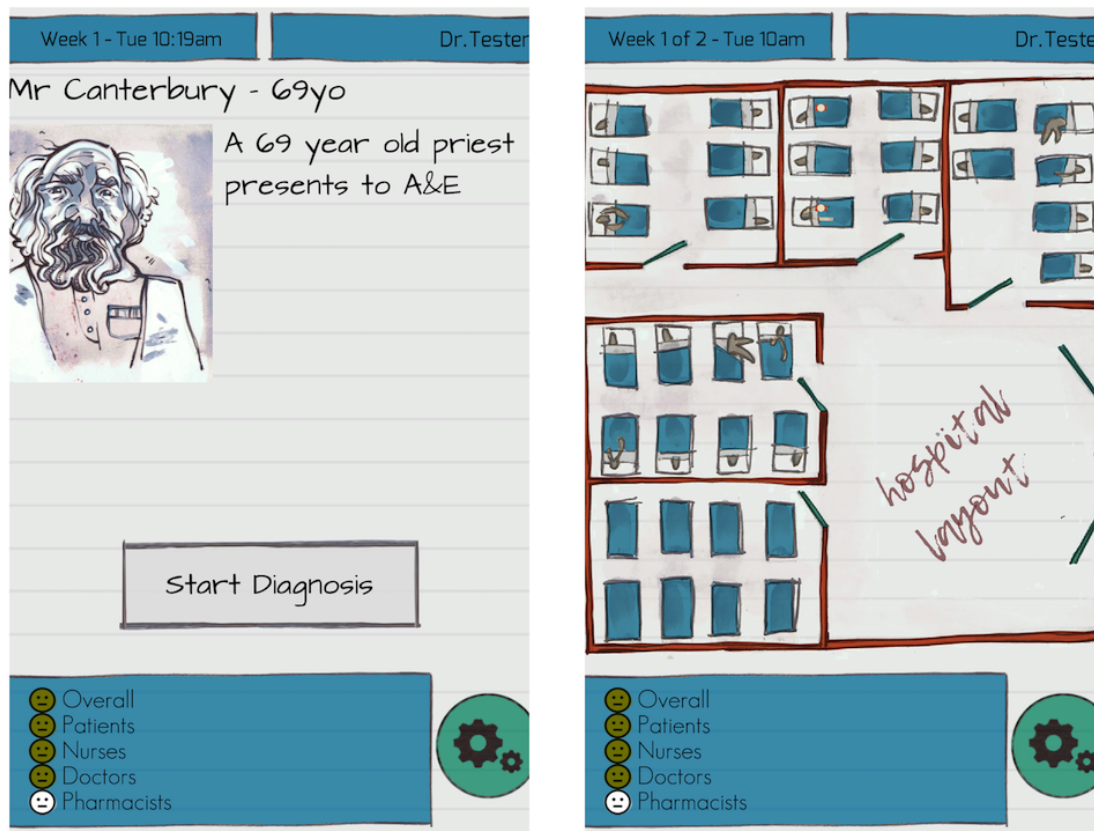 Week 1 - Tue 10:19am
Dr.Tester
Mr Canterbury - 69yo
A 69 year old priest
presents to A&E
Start Diagnosis
Overall
Patients
Nurses
Doctors
Pharmacists
Week 1 of 2 - Tue 10am
Dr.Teste
hospital
layout
Overall
Patients
Nurses
Doctors
Pharmacists